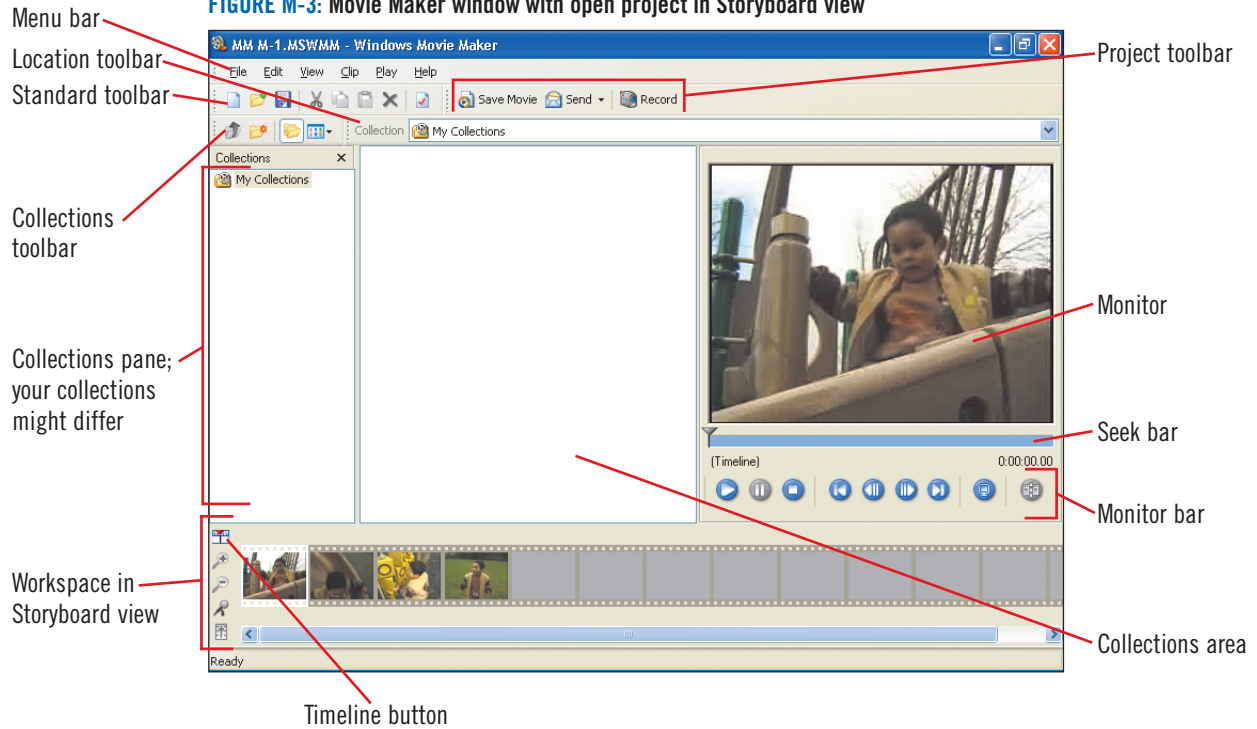 FIGURE M-3: Movie Maker window with open project in Storyboard view
Menu bar
Location toolbar
Standard toolbar
Collections
toolbar
Collections pane;
your collections
might differ
Workspace in
Storyboard view
MM M-1.MSWMM - Windows Movie Maker
File Edit View Clip Play Help
Save Movie Send Record
Collection My Collections
Collections
My Collections
(Timeline) 0:00:00.00
Ready
Project toolbar
Monitor
Seek bar
Monitor bar
Collections area
Timeline button